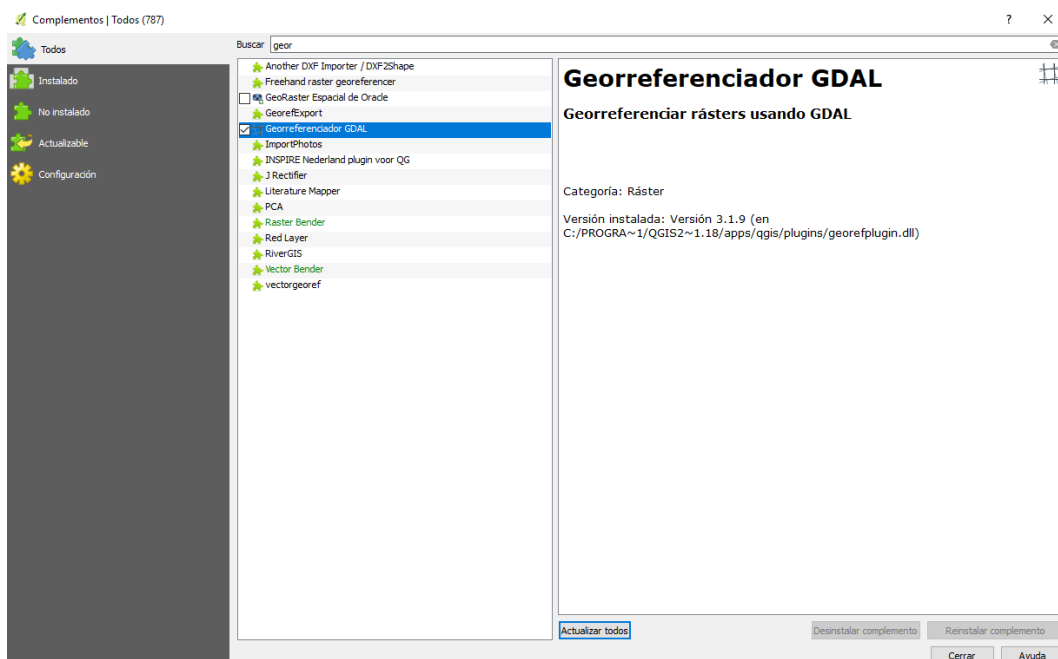 Complementos | Todos (787)
Todos
Instalado
No instalado
Actualizable
Configuración
Buscar geor
Another DXF Importer / DXF2Shape
Freehand raster georeferencer
GeoRaster Espacial de Oracle
GeorefExport
Georreferenciador GDAL
ImportPhotos
INSPIRE Nederland plugin voor QG
J Rectifier
Literature Mapper
PCA
Raster Bender
Red Layer
RiverGIS
Vector Bender
vectorgeoref
Georreferenciador GDAL
Georreferenciar rásters usando GDAL
Categoría: Ráster
Versión instalada: Versión 3.1.9 (en
C:/PROGRA~1/QGIS2~1.18/apps/qgis/plugins/georefplugin.dll)
Actualizar todos
Desinstalar complemento
Reinstalar complemento
Cerrar
Ayuda